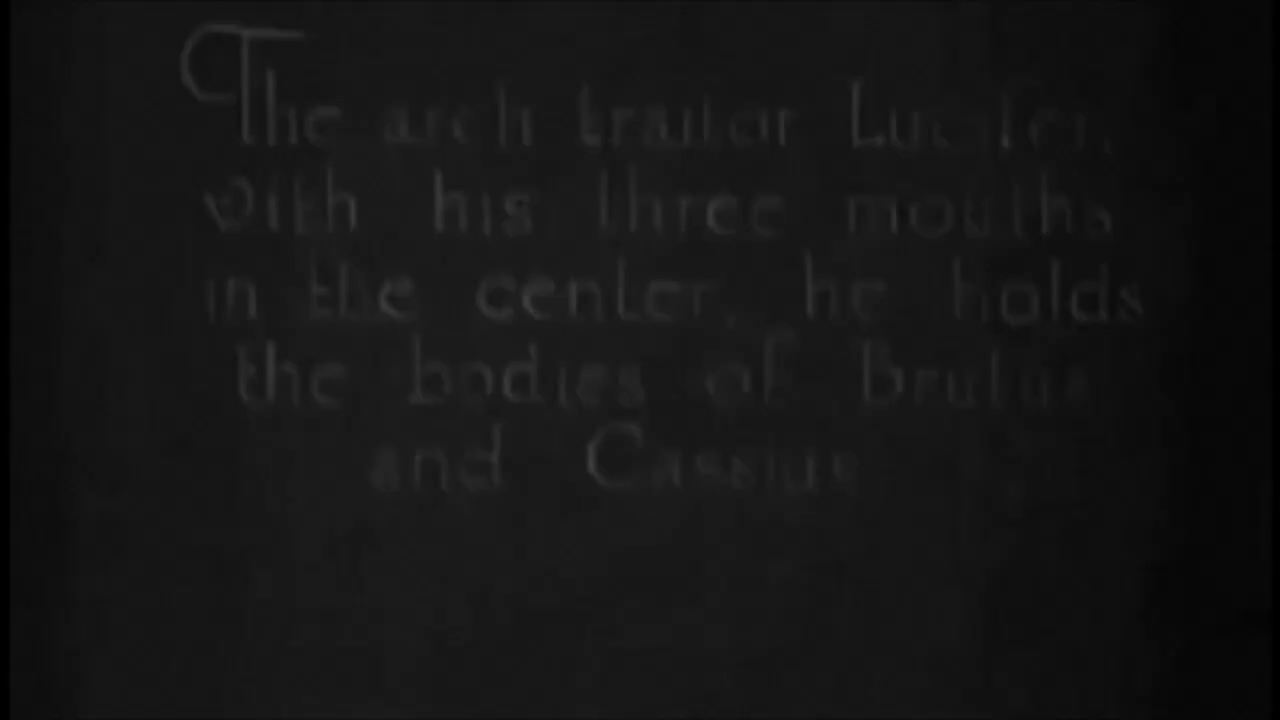 The arch traitor Lucifer,
with his three mouths
in the center, he holds
the bodies of Brutus
and Cassius